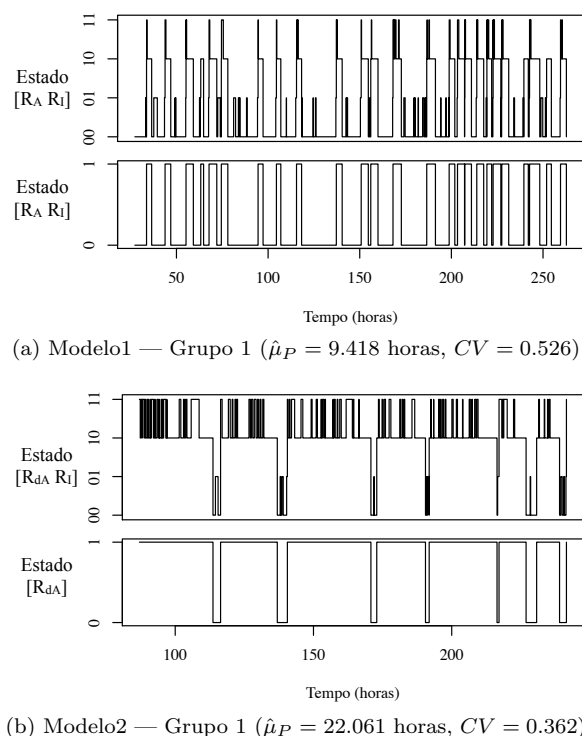 11
10
01
00
Estado
[RA RI]
1
0
Estado
[RA RI]
50 100 150 200 250
Tempo (horas)
(a) Modelo1 — Grupo 1 (μ̂P = 9.418 horas, CV = 0.526)
11
10
01
00
Estado
[RdA RI]
1
0
Estado
[RdA]
100 150 200
Tempo (horas)
(b) Modelo2 — Grupo 1 (μ̂P = 22.061 horas, CV = 0.362)